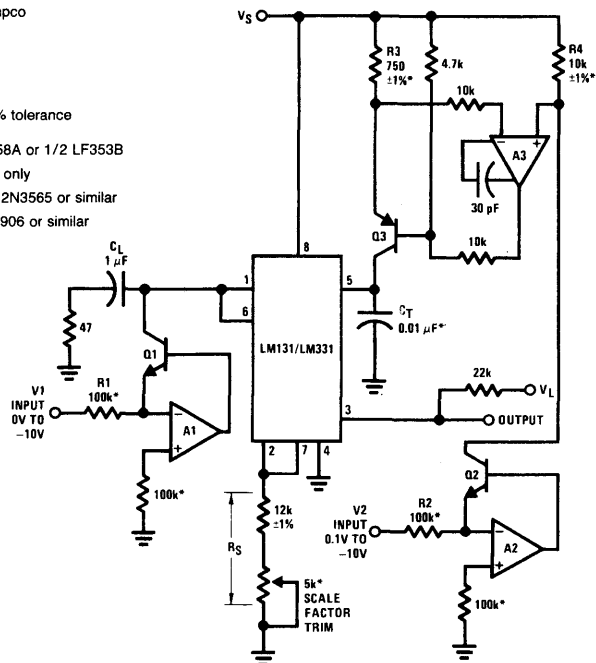 mpco
% tolerance
58A or 1/2 LF353B
only
2N3565 or similar
906 or similar
VS
R3
750
±1%*
4.7k
R4
10k
±1%*
10k
A3
30 pF
Q3
10k
CL
1 µF
47
8
1
6
5
LM131/LM331
CT
0.01 µF*
Q1
V1
INPUT
0V TO
−10V
R1
100k*
A1
100k*
3
22k
VL
OUTPUT
2
7
4
12k
±1%
RS
5k*
SCALE
FACTOR
TRIM
Q2
V2
INPUT
0.1V TO
−10V
R2
100k*
A2
100k*